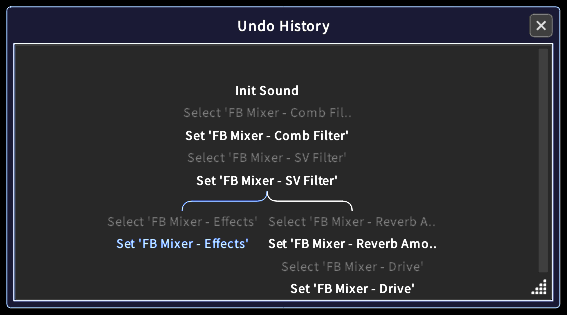 Undo History
Init Sound
Select 'FB Mixer - Comb Fil..
Set 'FB Mixer - Comb Filter'
Select 'FB Mixer - SV Filter'
Set 'FB Mixer - SV Filter'
Select 'FB Mixer - Effects' Select 'FB Mixer - Reverb A..
Set 'FB Mixer - Effects' Set 'FB Mixer - Reverb Amo..
Select 'FB Mixer - Drive'
Set 'FB Mixer - Drive'